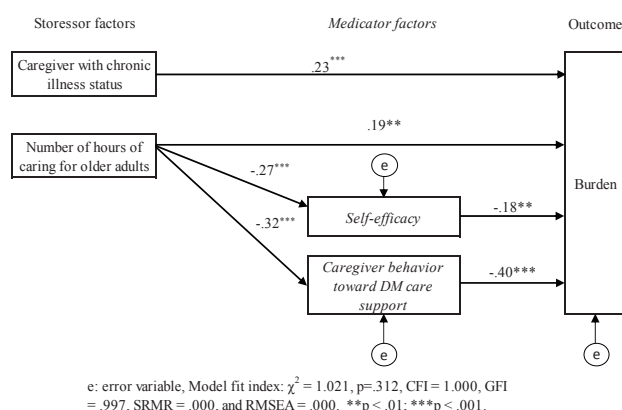 Storessor factors
Medicator factors
Outcome
Caregiver with chronic
illness status
.23***
Number of hours of
caring for older adults
.19**
-.27***
e
Self-efficacy
-.18**
Burden
-.32***
Caregiver behavior
toward DM care
support
-.40***
e
e
e: error variable, Model fit index: χ² = 1.021, p=.312, CFI = 1.000, GFI
= .997, SRMR = .000, and RMSEA = .000, **p < .01; ***p < .001.